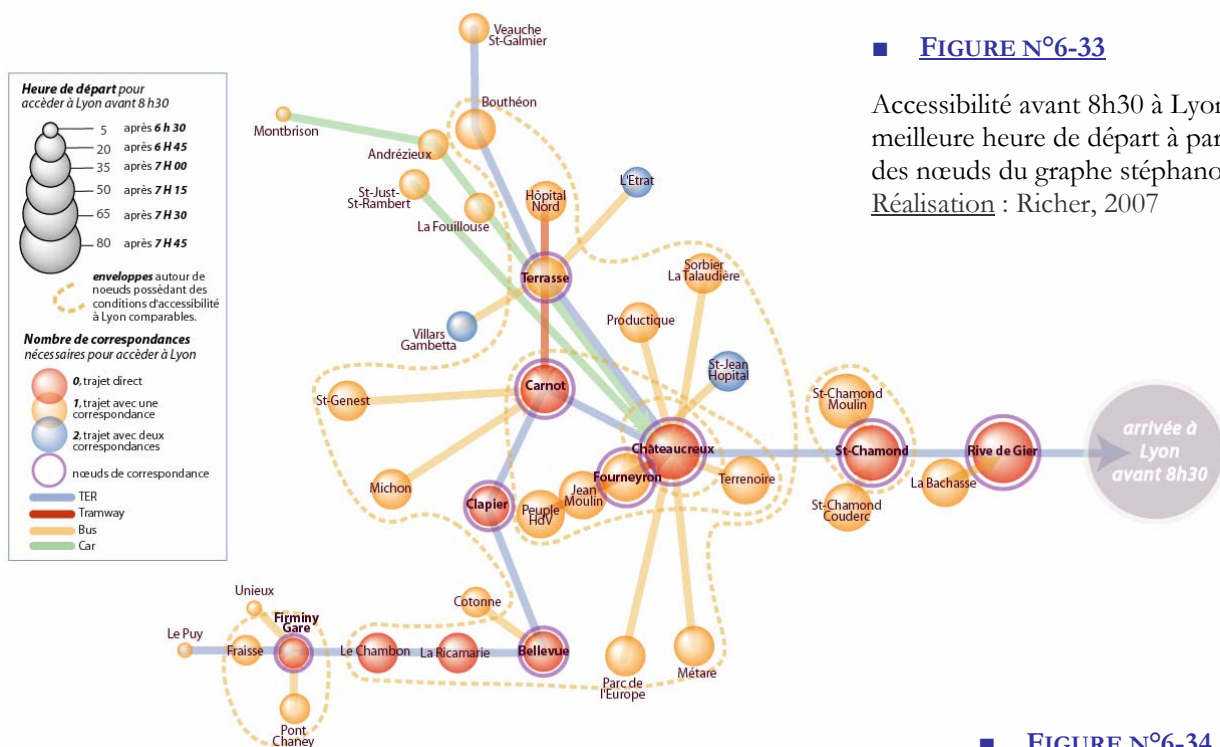 Veauche
St-Galmier
■ FIGURE N°6-33
Accessibilité avant 8h30 à Lyon
meilleure heure de départ à par
des nœuds du graphe stéphano
Réalisation : Richer, 2007
Heure de départ pour
accèder à Lyon avant 8h30
5 après 6 h 30
20 après 6 H 45
35 après 7 H 00
50 après 7 H 15
65 après 7 H 30
80 après 7 H 45
enveloppes autour de
noeuds possèdant des
conditions d'accessibilité
à Lyon comparables.
Nombre de correspondances
nécessaires pour accèder à Lyon
0, trajet direct
1, trajet avec une
correspondance
2, trajet avec deux
correspondances
nœuds de correspondance
TER
Tramway
Bus
Car
Bouthéon
Montbrison
Andrézieux
St-Just-
St-Rambert
La Fouillouse
Hôpital
Nord
L'Etrat
Terrasse
Sorbier
La Talaudière
Productique
Villars
Gambetta
St-Jean
Hopital
Carnot
St-Genest
St-Chamond
Moulin
Châteaucreux
St-Chamond
Rive de Gier
arrivée à
Lyon
avant 8h30
Michon
Clapier
Peuple
HdV
Jean
Moulin
Fourneyron
Terrenoire
La Bachasse
St-Chamond
Couderc
Unieux
Cotonne
Firminy
Gare
Le Puy
Fraisse
Le Chambon
La Ricamarie
Bellevue
Parc de
l'Europe
Métare
Pont
Chaney
■ FIGURE N°6-34